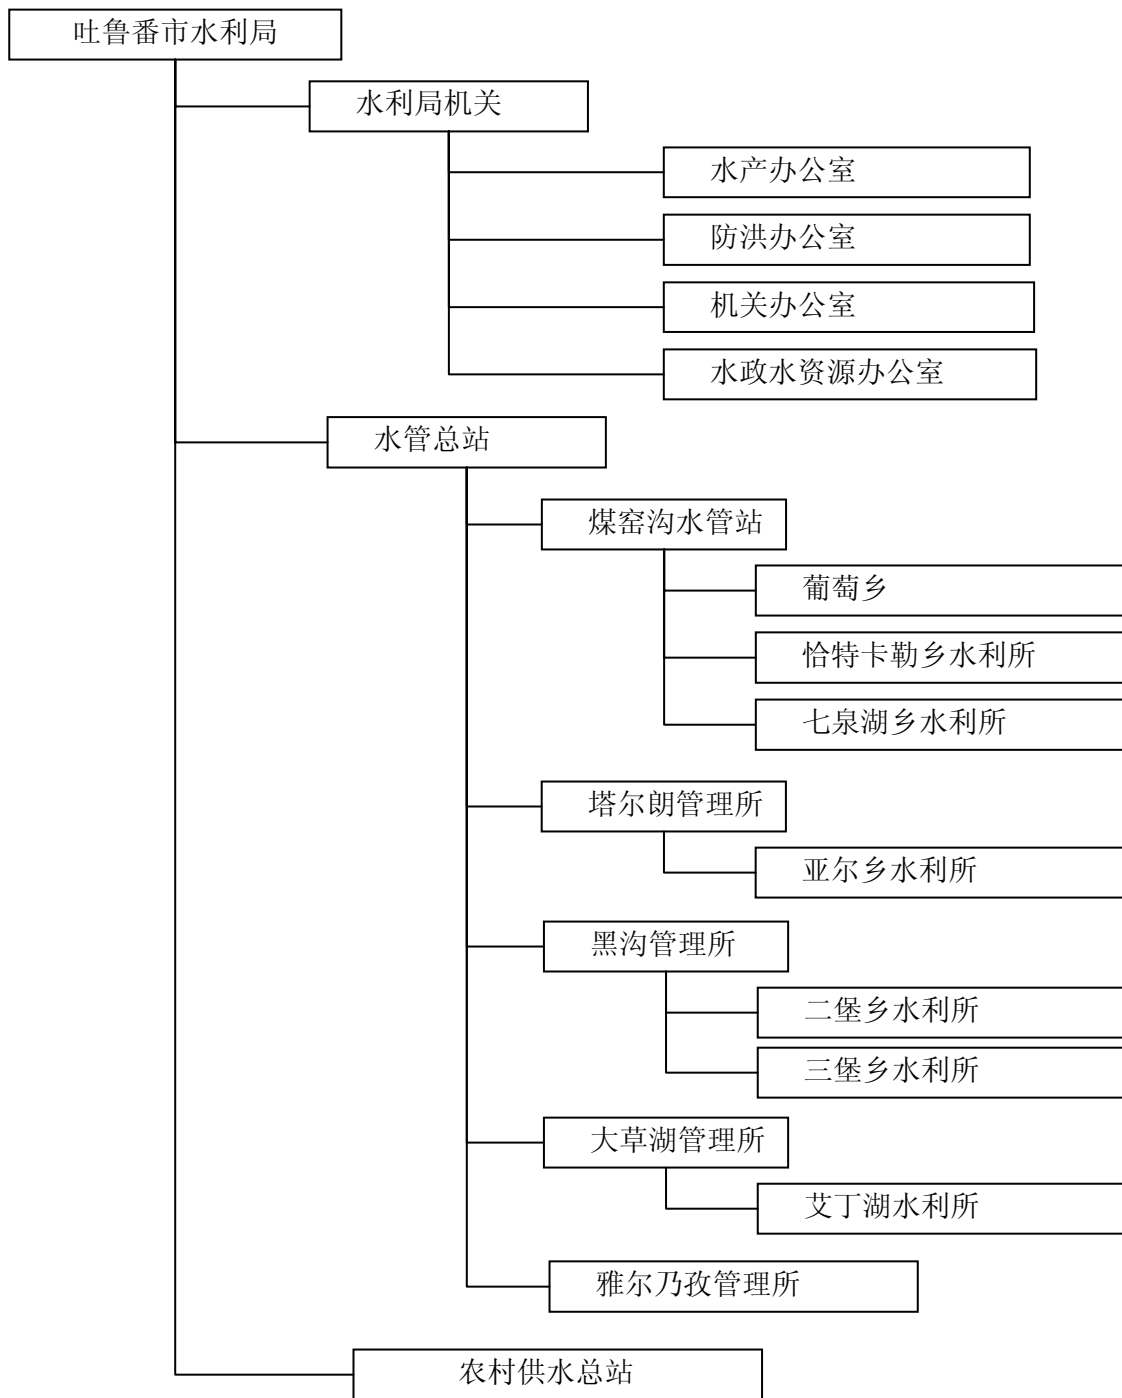 吐鲁番市水利局
水利局机关
水产办公室
防洪办公室
机关办公室
水政水资源办公室
水管总站
煤窑沟水管站
葡萄乡
恰特卡勒乡水利所
七泉湖乡水利所
塔尔朗管理所
亚尔乡水利所
黑沟管理所
二堡乡水利所
三堡乡水利所
大草湖管理所
艾丁湖水利所
雅尔乃孜管理所
农村供水总站